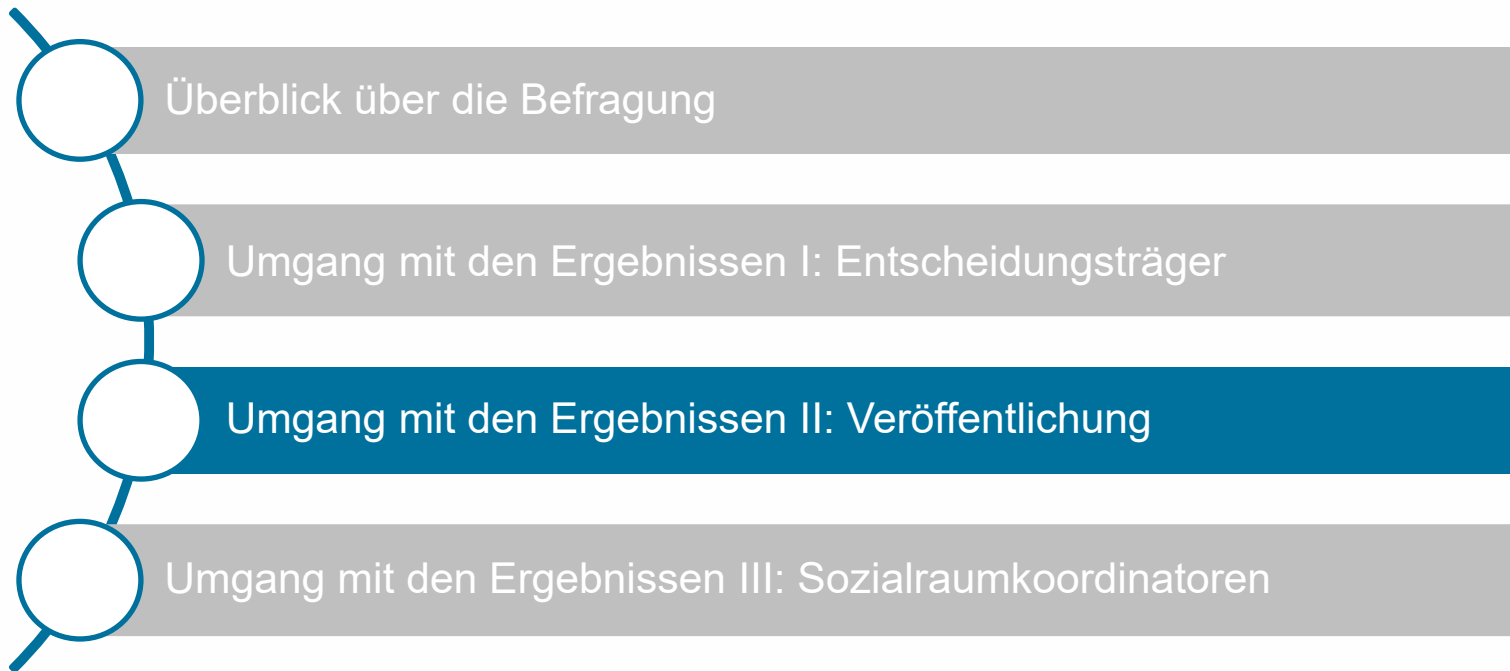 Überblick über die Befragung
Umgang mit den Ergebnissen I: Entscheidungsträger
Umgang mit den Ergebnissen II: Veröffentlichung
Umgang mit den Ergebnissen III: Sozialraumkoordinatoren